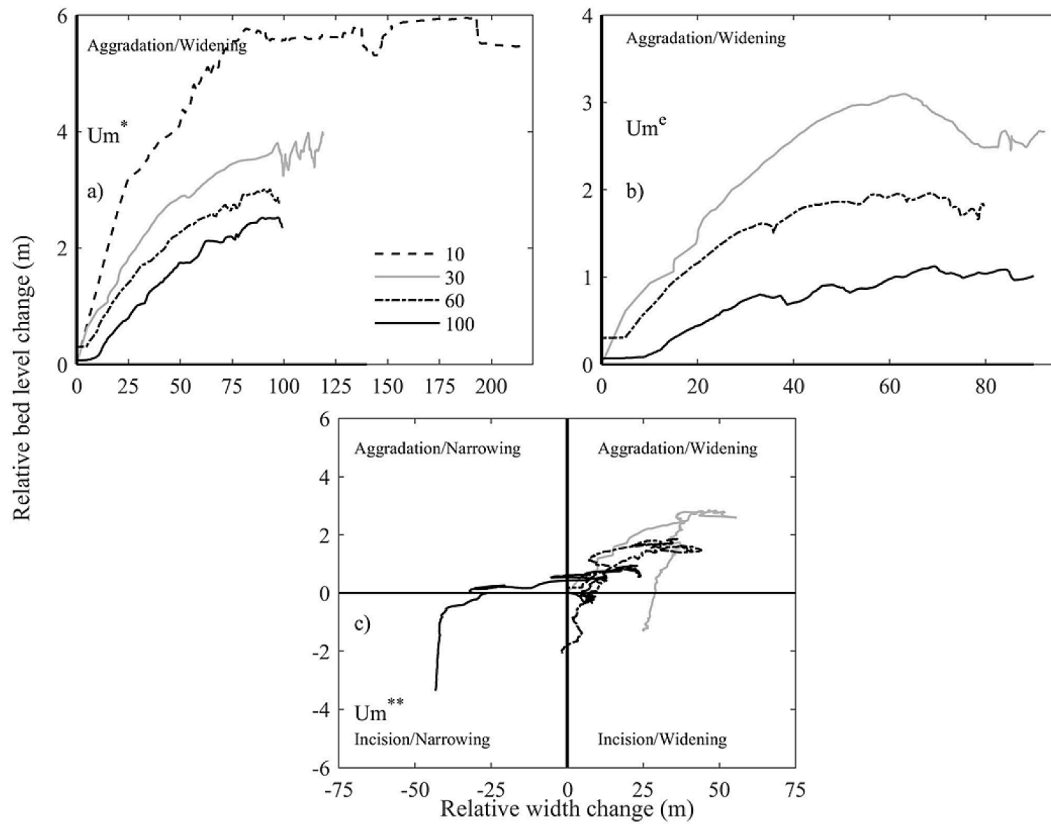 Relative bed level change (m)
6
4
2
0
Aggradation/Widening
Um*
a)
10
30
60
100
0 25 50 75 100 125 150 175 200
4
3
2
1
0
Aggradation/Widening
Umᵉ
b)
0 20 40 60 80
6
4
2
0
-2
-4
-6
Aggradation/Narrowing Aggradation/Widening
c)
Um**
Incision/Narrowing Incision/Widening
-75 -50 -25 0 25 50 75
Relative width change (m)